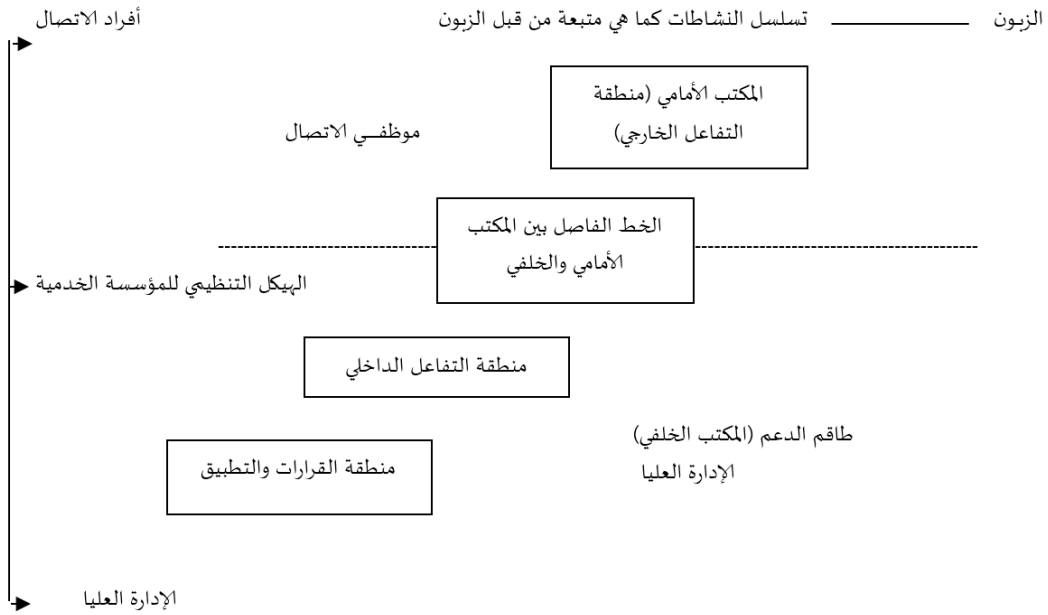 الزبون
تسلسل النشاطات كما هي متبعة من قبل الزبون
أفراد الاتصال
المكتب الأمامي (منطقة
التفاعل الخارجي)
موظفــي الاتصال
الخط الفاصل بين المكتب
الأمامي والخلفي
الهيكل التنظيمي للمؤسسة الخدمية
منطقة التفاعل الداخلي
طاقم الدعم (المكتب الخلفي)
الإدارة العليا
منطقة القرارات والتطبيق
الإدارة العليا